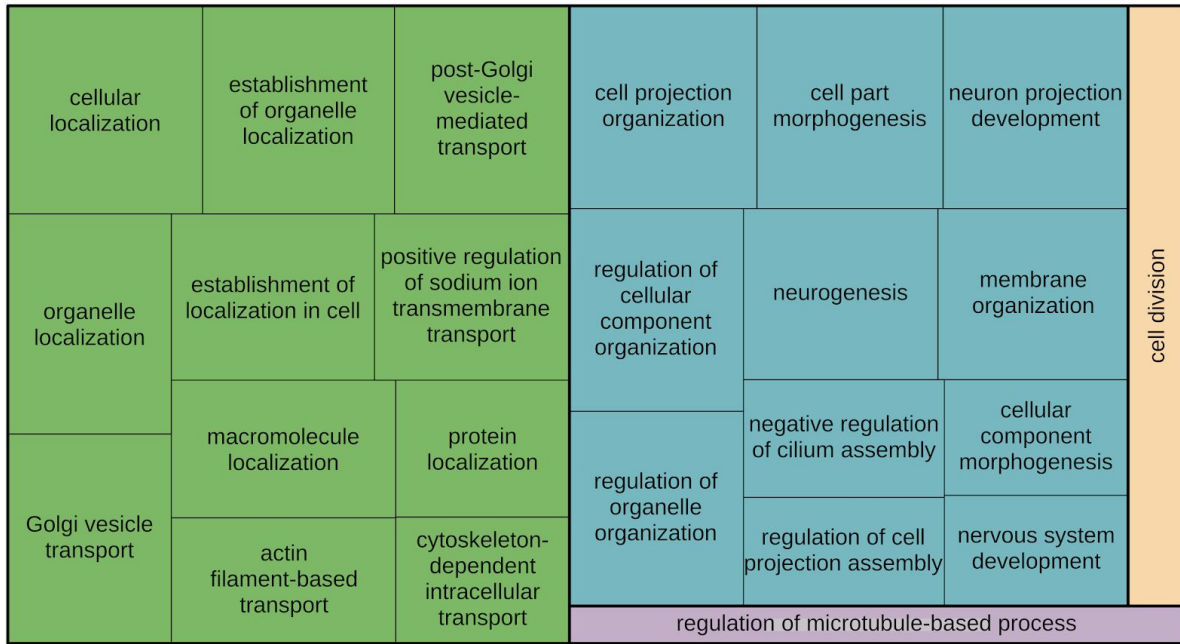 cellular
localization
establishment
of organelle
localization
post-Golgi
vesicle-
mediated
transport
organelle
localization
establishment of
localization in cell
positive regulation
of sodium ion
transmembrane
transport
macromolecule
localization
protein
localization
Golgi vesicle
transport
actin
filament-based
transport
cytoskeleton-
dependent
intracellular
transport
cell projection
organization
cell part
morphogenesis
neuron projection
development
regulation of
cellular
component
organization
neurogenesis
membrane
organization
negative regulation
of cilium assembly
cellular
component
morphogenesis
regulation of
organelle
organization
regulation of cell
projection assembly
nervous system
development
cell division
regulation of microtubule-based process